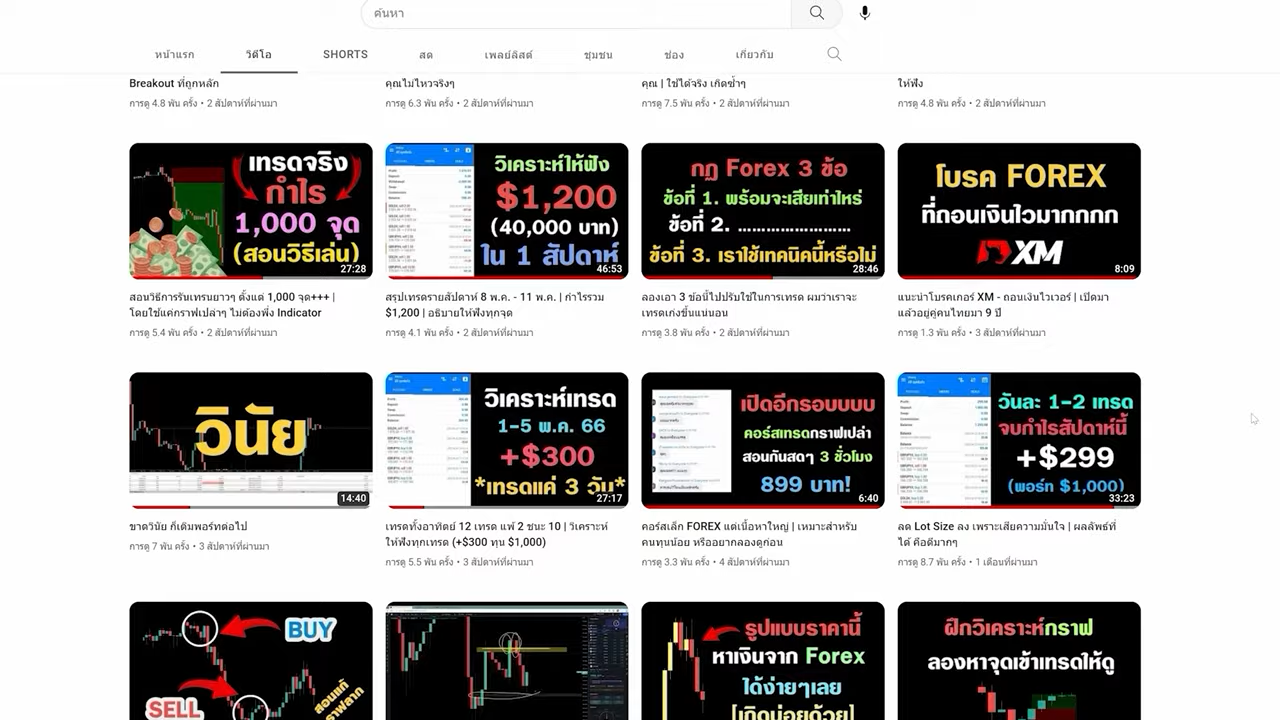 ค้นหา
หน้าแรก
วิดีโอ
SHORTS
สด
เพลย์ลิสต์
ชุมชน
ช่อง
เกี่ยวกับ
Breakout ที่ถูกหลัก
คุณไม่ไหวจริงๆ
คุณ | ใช้ได้จริง เกิดซ้ำๆ
ให้ฟัง
การดู 4.8 พัน ครั้ง • 2 สัปดาห์ที่ผ่านมา
การดู 6.3 พัน ครั้ง • 2 สัปดาห์ที่ผ่านมา
การดู 7.5 พัน ครั้ง • 2 สัปดาห์ที่ผ่านมา
การดู 4.8 พัน ครั้ง • 2 สัปดาห์ที่ผ่านมา
เทรดจริง
กำไร
1,000 จุด
(สอนวิธีเล่น)
27:28
วิเคราะห์ให้ฟัง
$1,200
(40,000 บาท)
ใน 1 สัปดาห์
46:53
กฎ Forex 3 ข้อ
ข้อที่ 1. พร้อมจะเสียเท่าไหร่
ข้อที่ 2. .....................
ข้อที่ 3. เราใช้เทคนิคนี้หรือไม่
28:46
โบรค FOREX
ที่ถอนเงินไวมากกกก
XM
8:09
สอนวิธีการรันเทรนยาวๆ ตั้งแต่ 1,000 จุด+++ |
โดยใช้แค่กราฟเปล่าๆ ไม่ต้องพึ่ง Indicator
การดู 5.4 พัน ครั้ง • 2 สัปดาห์ที่ผ่านมา
สรุปเทรดรายสัปดาห์ 8 พ.ค. - 11 พ.ค. | กำไรรวม
$1,200 | อธิบายให้ฟังทุกจุด
การดู 4.1 พัน ครั้ง • 2 สัปดาห์ที่ผ่านมา
ลองเอา 3 ข้อนี้ไปปรับใช้ในการเทรด ผมว่าเราจะ
เทรดเก่งขึ้นแน่นอน
การดู 3.8 พัน ครั้ง • 2 สัปดาห์ที่ผ่านมา
แนะนำโบรคเกอร์ XM - ถอนเงินไวเวอร์ | เปิดมา
แล้วอยู่คู่คนไทยมา 9 ปี
การดู 1.3 พัน ครั้ง • 3 สัปดาห์ที่ผ่านมา
วินัย
14:40
วิเคราะห์เทรด
1-5 พ.ค. 66
+$300
*เทรดแค่ 3 วัน*
27:17
เปิดอีกรอบบบบ
คอร์สเทรดกราฟเปล่า
สอนกันสดๆ 3 ชั่วโมง
899 บาท!
6:40
วันละ 1-2 เทรด
จบกำไรสัปดาห์นี้
+$299
(พอร์ท $1,000)
33:23
ขาดวินัย ก็เติมพอร์ทต่อไป
การดู 7 พัน ครั้ง • 3 สัปดาห์ที่ผ่านมา
เทรดทั้งอาทิตย์ 12 เทรด แพ้ 2 ชนะ 10 | วิเคราะห์
ให้ฟังทุกเทรด (+$300 ทุน $1,000)
การดู 5.5 พัน ครั้ง • 3 สัปดาห์ที่ผ่านมา
คอร์สเล็ก FOREX แต่เนื้อหาใหญ่ | เหมาะสำหรับ
คนทุนน้อย หรืออยากลองดูก่อน
การดู 3.3 พัน ครั้ง • 4 สัปดาห์ที่ผ่านมา
ลด Lot Size ลง เพราะเสียความมั่นใจ | ผลลัพธ์ที่
ได้ คือดีมากๆ
การดู 8.7 พัน ครั้ง • 1 เดือนที่ผ่านมา
BUY
SELL
รูปแบบราคานี้
หาเงินจาก Forex
ได้ง่ายๆเลย
[เกิดบ่อยด้วย]
ฝึกวิเคราะห์กราฟ
ลองหาจุดเข้าเทรดให้ดู